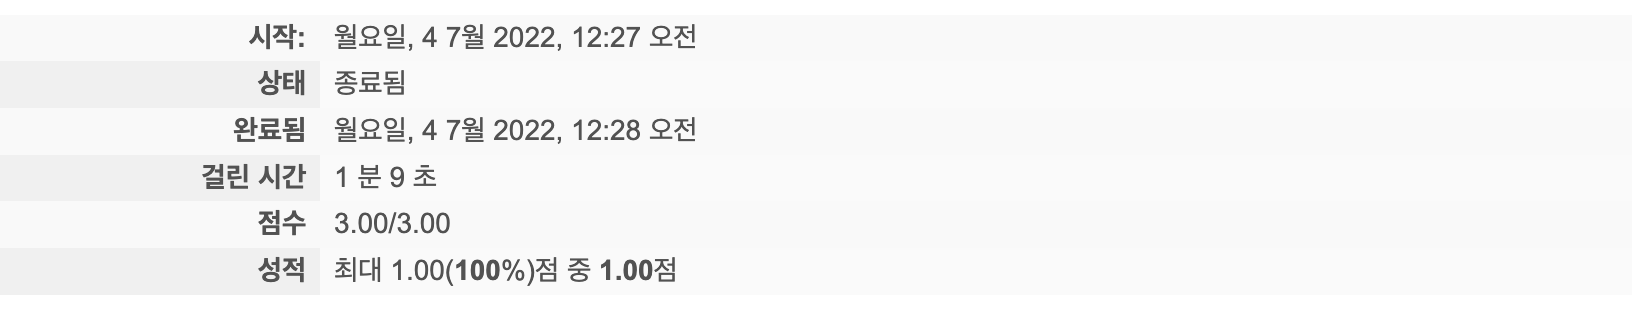 시작: 월요일, 4 7월 2022, 12:27 오전
상태 종료됨
완료됨 월요일, 4 7월 2022, 12:28 오전
걸린 시간 1 분 9 초
점수 3.00/3.00
성적 최대 1.00(100%)점 중 1.00점